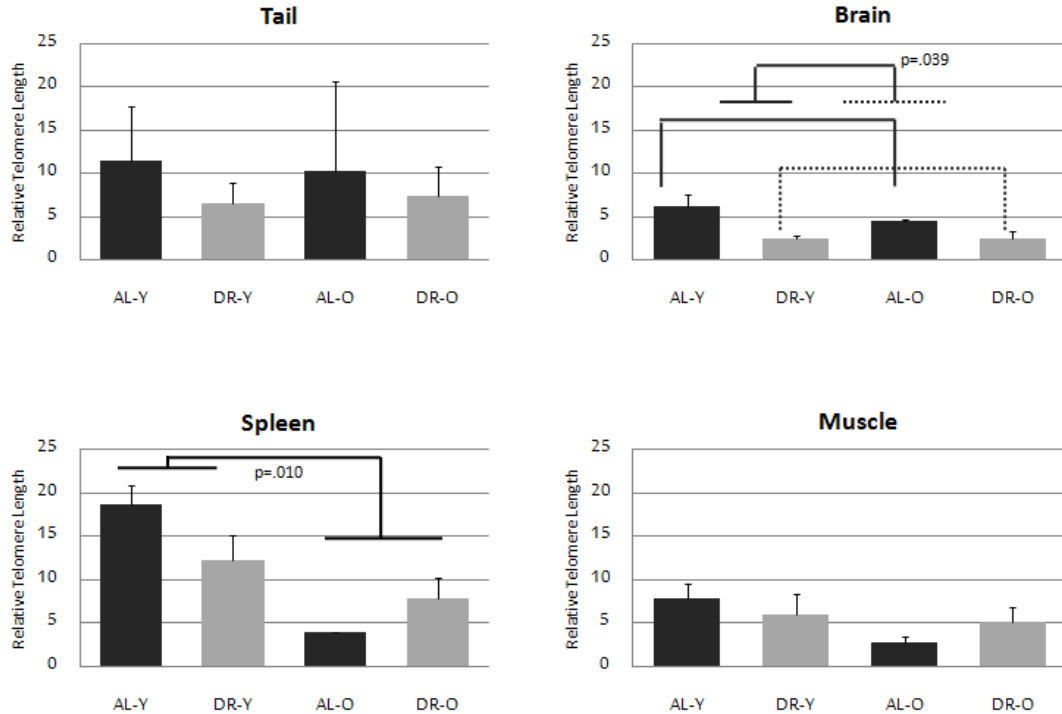 Tail
Relative Telomere Length
25
20
15
10
5
0
AL-Y DR-Y AL-O DR-O
Brain
Relative Telomere Length
25
20
15
10
5
0
p=.039
AL-Y DR-Y AL-O DR-O
Spleen
Relative Telomere Length
25
20
15
10
5
0
p=.010
AL-Y DR-Y AL-O DR-O
Muscle
Relative Telomere Length
25
20
15
10
5
0
AL-Y DR-Y AL-O DR-O